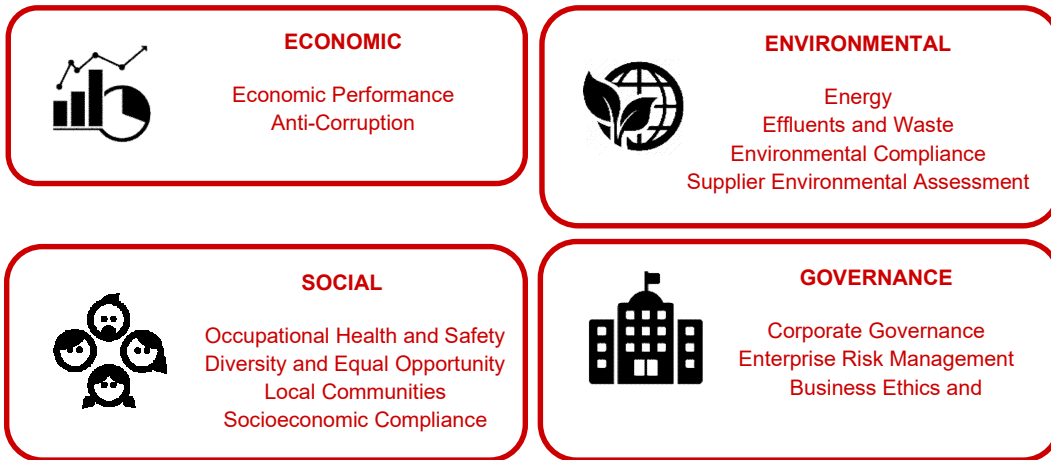 ECONOMIC
Economic Performance
Anti-Corruption
ENVIRONMENTAL
Energy
Effluents and Waste
Environmental Compliance
Supplier Environmental Assessment
SOCIAL
Occupational Health and Safety
Diversity and Equal Opportunity
Local Communities
Socioeconomic Compliance
GOVERNANCE
Corporate Governance
Enterprise Risk Management
Business Ethics and